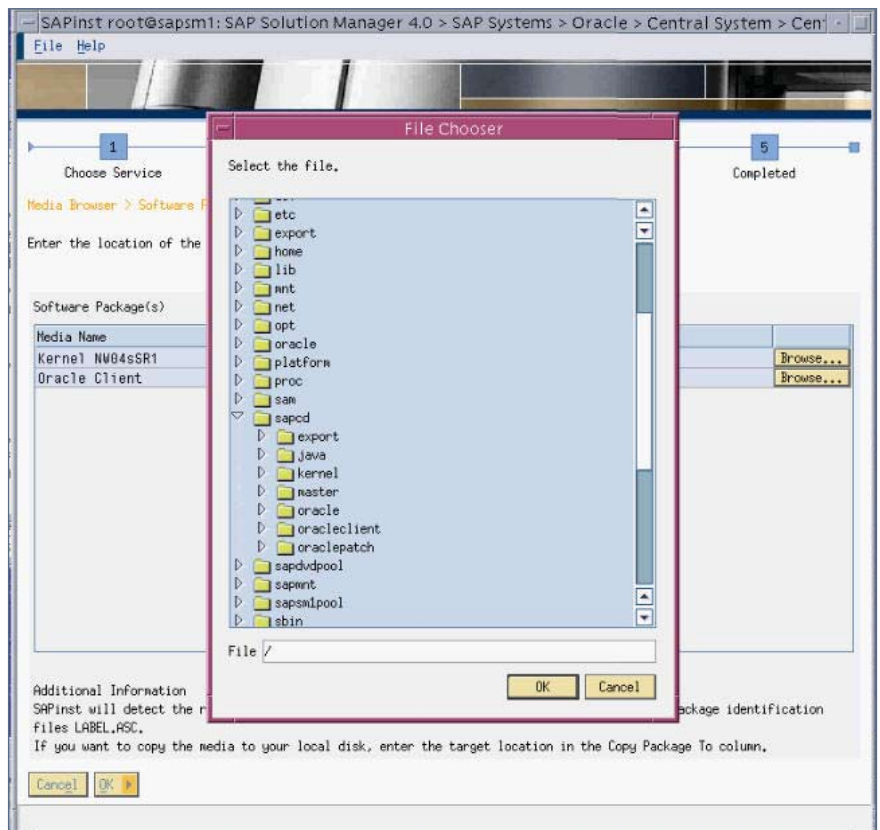 SAPinst root@sapsm1: SAP Solution Manager 4.0 > SAP Systems > Oracle > Central System >
File Help
File Chooser
1
5
Choose Service
Completed
Select the file.
Media Browser > Software
Enter the location of the
etc
export
home
lib
mnt
net
opt
oracle
platform
proc
sam
sapcd
export
java
kernel
master
oracle
oracleclient
oraclepatch
sapdvdpool
sapmnt
sapsm1pool
sbin
Software Package(s)
Media Name
Kernel NW04sSR1 Browse...
Oracle Client Browse...
File /
OK Cancel
Additional Information
SAPinst will detect the package identification
files LABEL.ASC.
If you want to copy the media to your local disk, enter the target location in the Copy Package To column.
Cancel OK